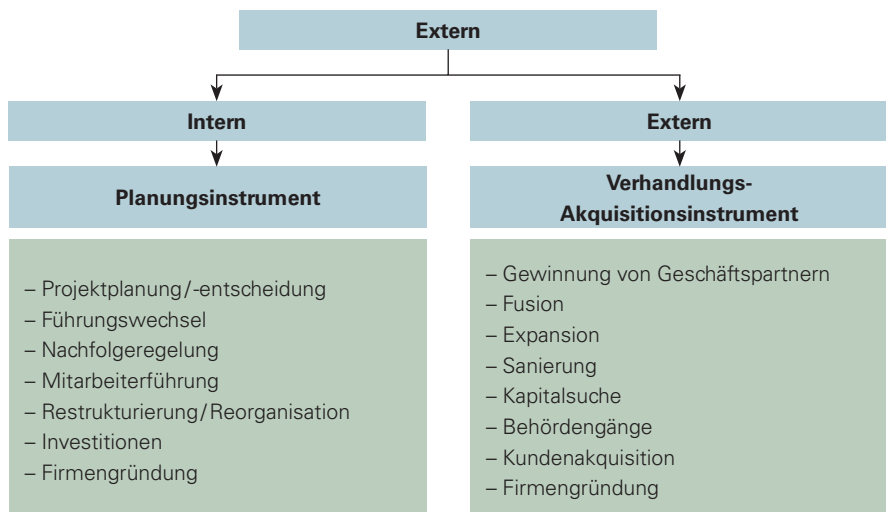 Extern
Intern
Planungsinstrument
– Projektplanung/-entscheidung
– Führungswechsel
– Nachfolgeregelung
– Mitarbeiterführung
– Restrukturierung/Reorganisation
– Investitionen
– Firmengründung
Extern
Verhandlungs-
Akquisitionsinstrument
– Gewinnung von Geschäftspartnern
– Fusion
– Expansion
– Sanierung
– Kapitalsuche
– Behördengänge
– Kundenakquisition
– Firmengründung